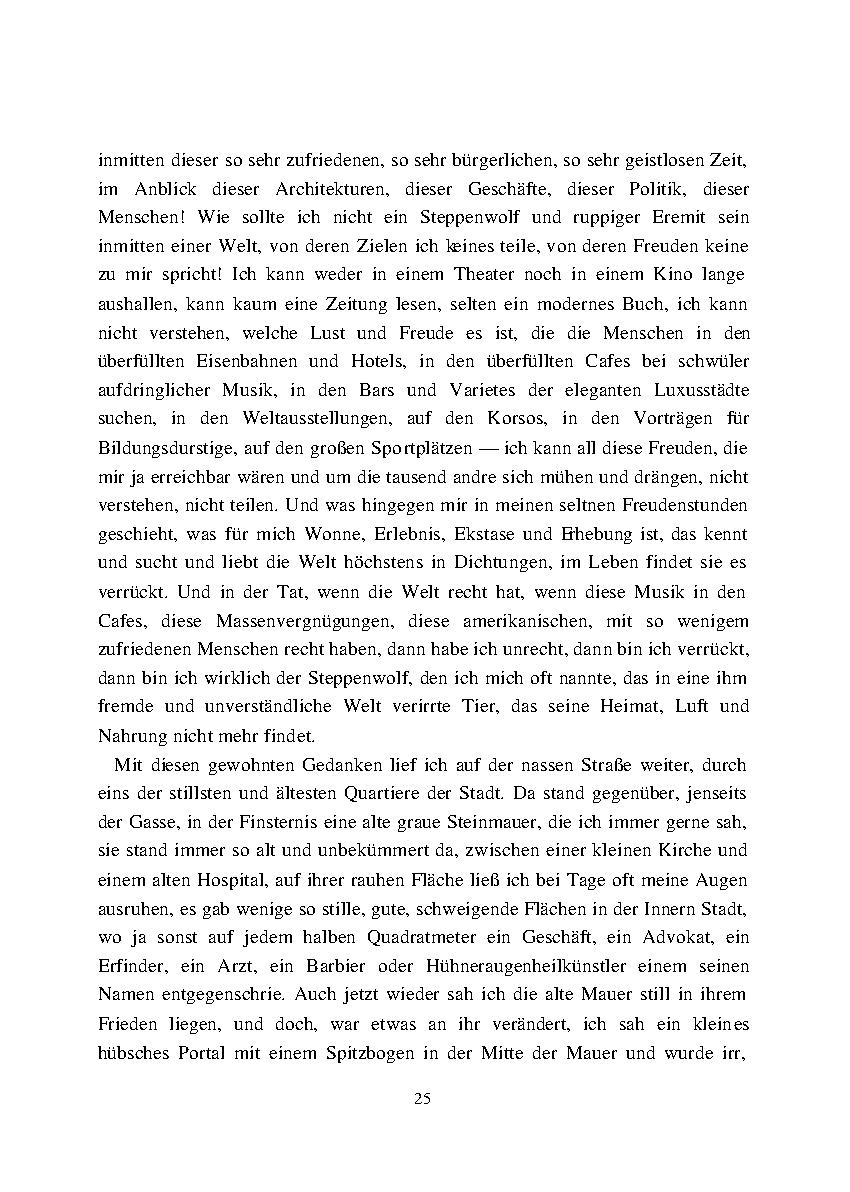 inmitten dieser so sehr zufriedenen, so sehr bürgerlichen, so sehr geistlosen Zeit,
im Anblick dieser Architekturen, dieser Geschäfte, dieser Politik, dieser
Menschen! Wie sollte ich nicht ein Steppenwolf und ruppiger Eremit sein
inmitten einer Welt, von deren Zielen ich keines teile, von deren Freuden keine
zu mir spricht! Ich kann weder in einem Theater noch in einem Kino lange
aushallen, kann kaum eine Zeitung lesen, selten ein modernes Buch, ich kann
nicht verstehen, welche Lust und Freude es ist, die die Menschen in den
überfüllten Eisenbahnen und Hotels, in den überfüllten Cafes bei schwüler
aufdringlicher Musik, in den Bars und Varietes der eleganten Luxusstädte
suchen, in den Weltausstellungen, auf den Korsos, in den Vorträgen für
Bildungsdurstige, auf den großen Sportplätzen — ich kann all diese Freuden, die
mir ja erreichbar wären und um die tausend andre sich mühen und drängen, nicht
verstehen, nicht teilen. Und was hingegen mir in meinen seltnen Freudenstunden
geschieht, was für mich Wonne, Erlebnis, Ekstase und Erhebung ist, das kennt
und sucht und liebt die Welt höchstens in Dichtungen, im Leben findet sie es
verrückt. Und in der Tat, wenn die Welt recht hat, wenn diese Musik in den
Cafes, diese Massenvergnügungen, diese amerikanischen, mit so wenigem
zufriedenen Menschen recht haben, dann habe ich unrecht, dann bin ich verrückt,
dann bin ich wirklich der Steppenwolf, den ich mich oft nannte, das in eine ihm
fremde und unverständliche Welt verirrte Tier, das seine Heimat, Luft und
Nahrung nicht mehr findet.
Mit diesen gewohnten Gedanken lief ich auf der nassen Straße weiter, durch
eins der stillsten und ältesten Quartiere der Stadt. Da stand gegenüber, jenseits
der Gasse, in der Finsternis eine alte graue Steinmauer, die ich immer gerne sah,
sie stand immer so alt und unbekümmert da, zwischen einer kleinen Kirche und
einem alten Hospital, auf ihrer rauhen Fläche ließ ich bei Tage oft meine Augen
ausruhen, es gab wenige so stille, gute, schweigende Flächen in der Innern Stadt,
wo ja sonst auf jedem halben Quadratmeter ein Geschäft, ein Advokat, ein
Erfinder, ein Arzt, ein Barbier oder Hühneraugenheilkünstler einem seinen
Namen entgegenschrie. Auch jetzt wieder sah ich die alte Mauer still in ihrem
Frieden liegen, und doch, war etwas an ihr verändert, ich sah ein kleines
hübsches Portal mit einem Spitzbogen in der Mitte der Mauer und wurde irr,
25